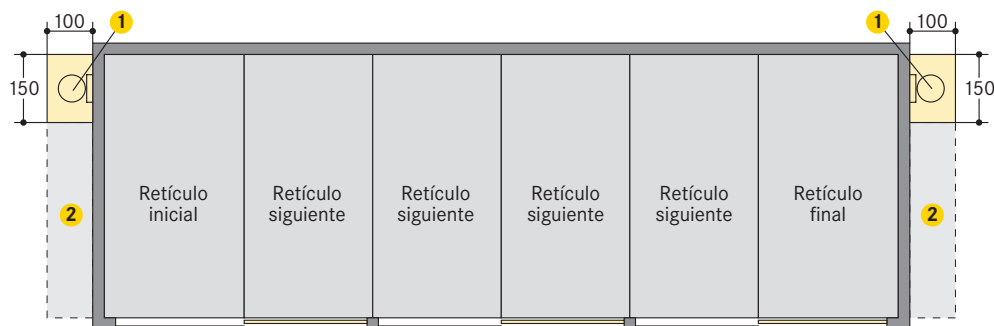 100
1
1
100
150
150
Retículo
inicial
Retículo
siguiente
Retículo
siguiente
Retículo
siguiente
Retículo
siguiente
Retículo
final
2
2